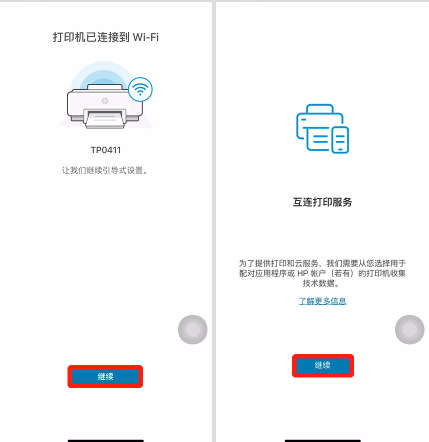 打印机已连接到 Wi-Fi
TP0411
让我们继续引导式设置。
继续
互连打印服务
为了提供打印和云服务，我们需要从您选择用于
配对应用程序或 HP 帐户（若有）的打印机收集
技术数据。
了解更多信息
继续